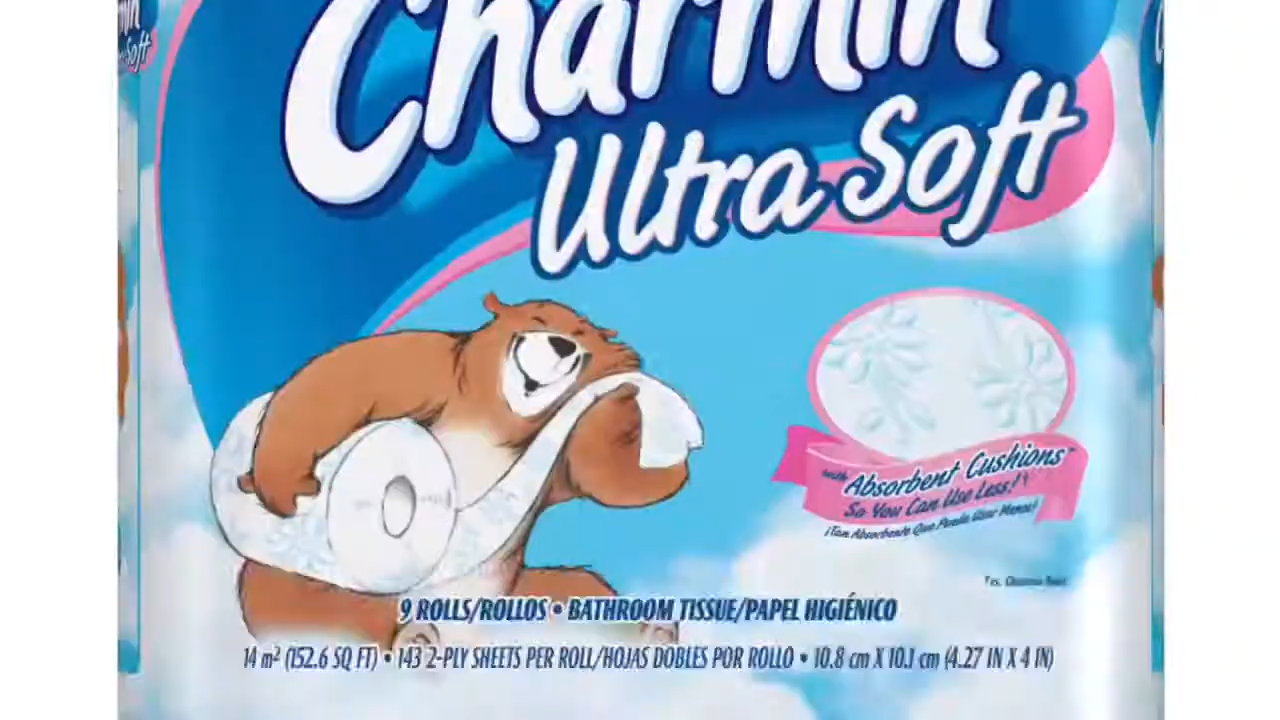 Charmin
Ultra Soft
with Absorbent Cushions™
So You Can Use Less!†
¡Tan Absorbente Que Puede Usar Menos!
9 ROLLS/ROLLOS • BATHROOM TISSUE/PAPEL HIGIÉNICO
14 m² (152.6 SQ FT) • 143 2-PLY SHEETS PER ROLL/HOJAS DOBLES POR ROLLO • 10.8 cm X 10.1 cm (4.27 IN X 4 IN)